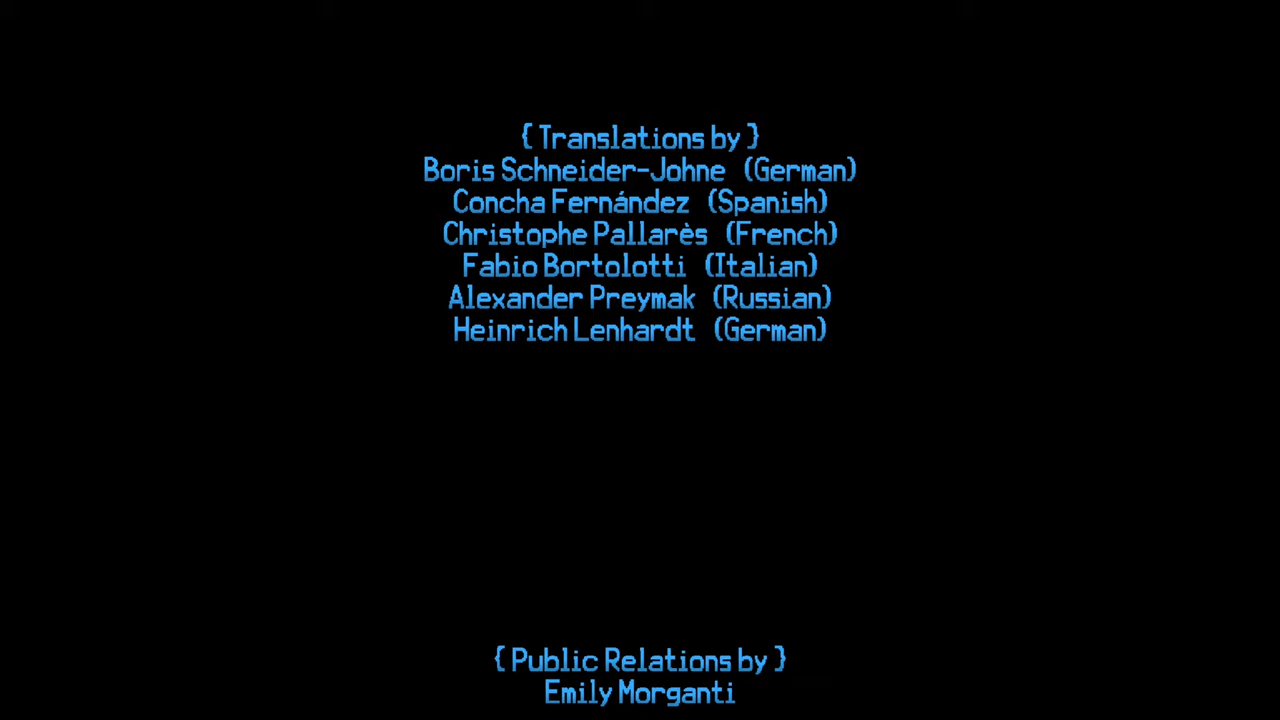 { Translations by }
Boris Schneider-Johne (German)
Concha Fernández (Spanish)
Christophe Pallarès (French)
Fabio Bortolotti (Italian)
Alexander Preymak (Russian)
Heinrich Lenhardt (German)
{ Public Relations by }
Emily Morganti